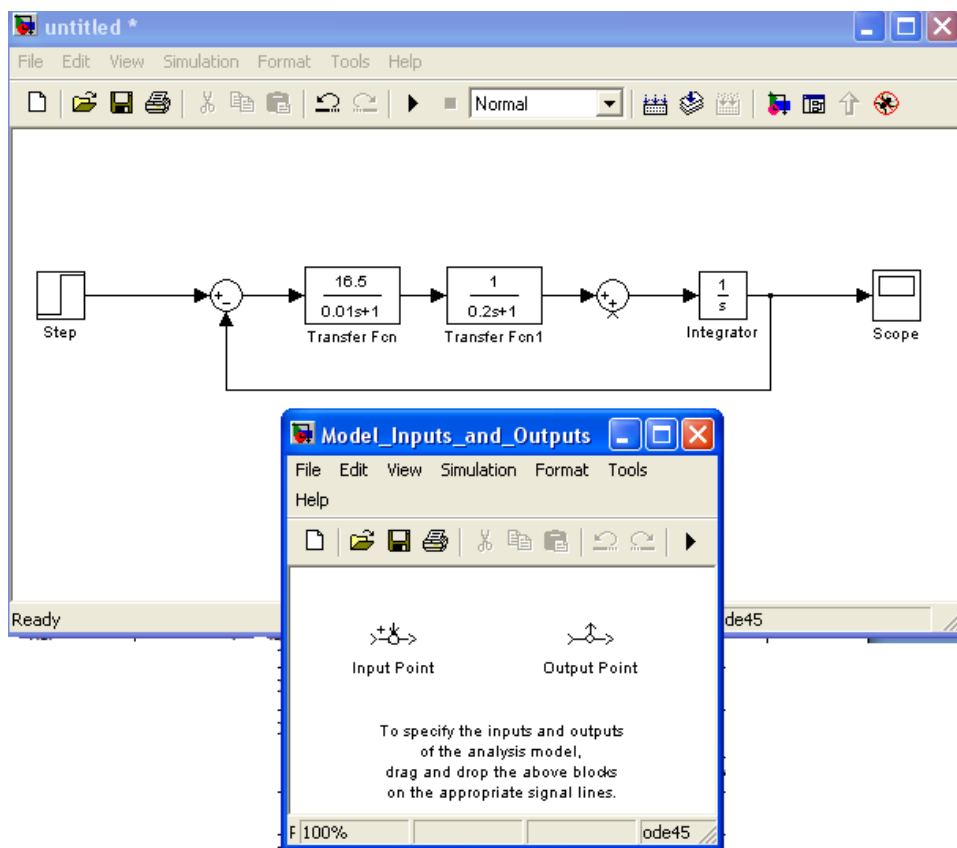 untitled *
File Edit View Simulation Format Tools Help
Normal
+
−
16.5
0.01s+1
1
0.2s+1
+
+
1
s
Step
Transfer Fcn
Transfer Fcn1
Integrator
Scope
Model_Inputs_and_Outputs
File Edit View Simulation Format Tools
Help
Input Point
Output Point
To specify the inputs and outputs
of the analysis model,
drag and drop the above blocks
on the appropriate signal lines.
F 100% ode45
Ready de45